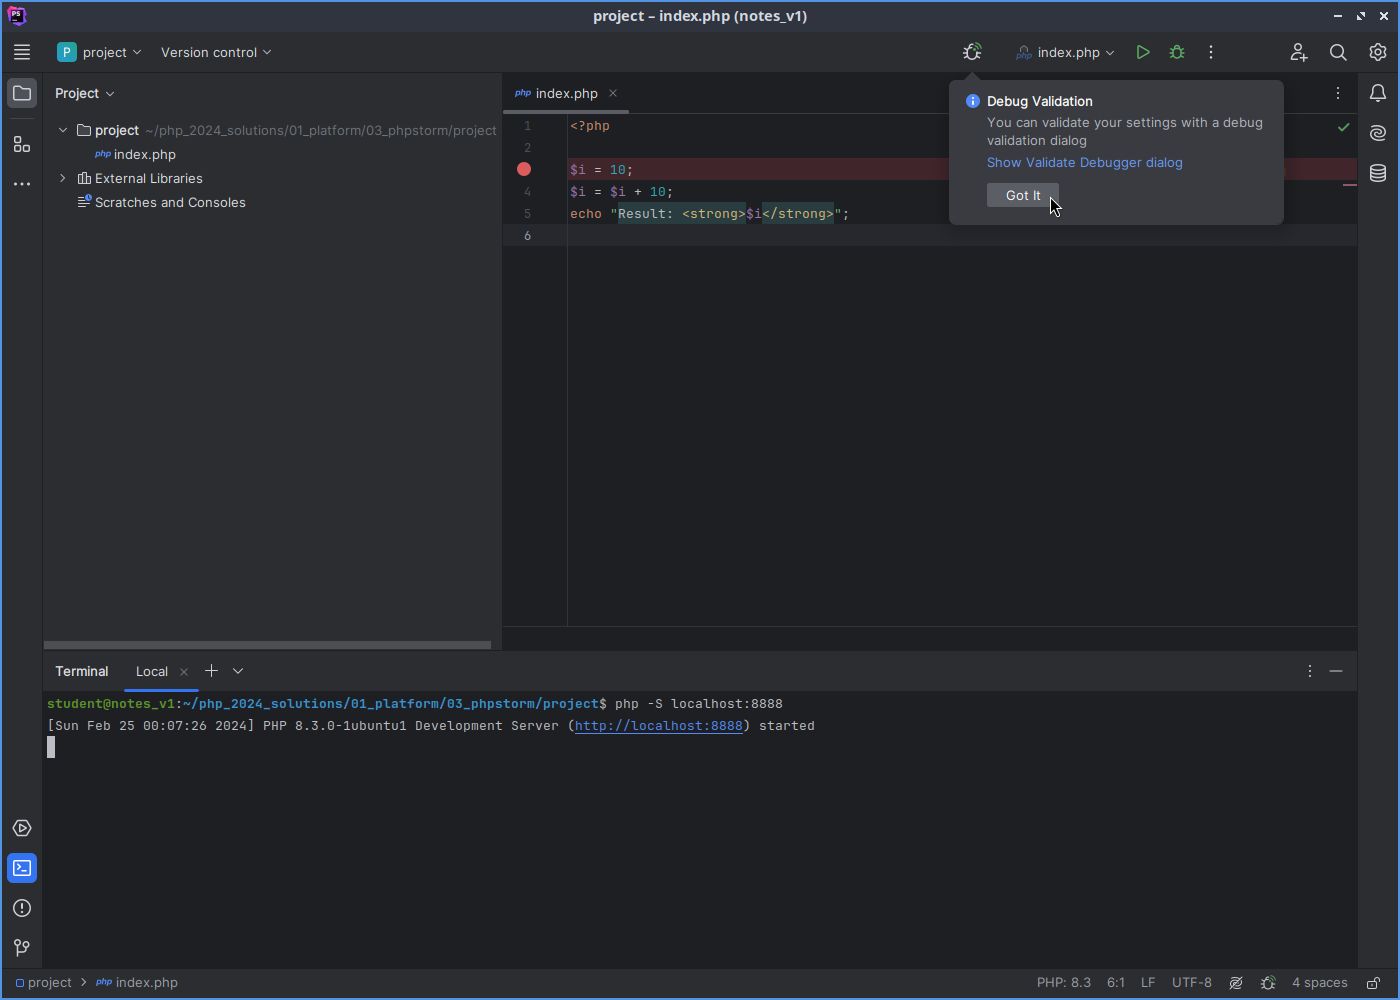 project – index.php (notes_v1)
P project Version control
index.php
Project
project ~/php_2024_solutions/01_platform/03_phpstorm/project
php index.php
External Libraries
Scratches and Consoles
php index.php
1 <?php
2
$i = 10;
4 $i = $i + 10;
5 echo "Result: <strong>$i</strong>";
6
Debug Validation
You can validate your settings with a debug
validation dialog
Show Validate Debugger dialog
Got It
Terminal Local
student@notes_v1:~/php_2024_solutions/01_platform/03_phpstorm/project$ php -S localhost:8888
[Sun Feb 25 00:07:26 2024] PHP 8.3.0-1ubuntu1 Development Server (http://localhost:8888) started
project php index.php
PHP: 8.3 6:1 LF UTF-8 4 spaces